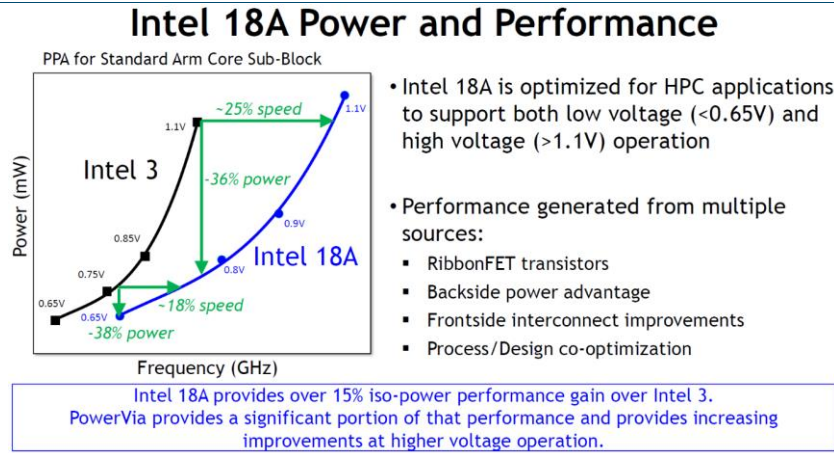 Intel 18A Power and Performance
PPA for Standard Arm Core Sub-Block
Power (mW)
Frequency (GHz)
Intel 3
Intel 18A
1.1V
0.85V
0.75V
0.65V
1.1V
0.9V
0.8V
0.65V
~25% speed
-36% power
~18% speed
-38% power
• Intel 18A is optimized for HPC applications
to support both low voltage (<0.65V) and
high voltage (>1.1V) operation
• Performance generated from multiple
sources:
▪ RibbonFET transistors
▪ Backside power advantage
▪ Frontside interconnect improvements
▪ Process/Design co-optimization
Intel 18A provides over 15% iso-power performance gain over Intel 3.
PowerVia provides a significant portion of that performance and provides increasing
improvements at higher voltage operation.